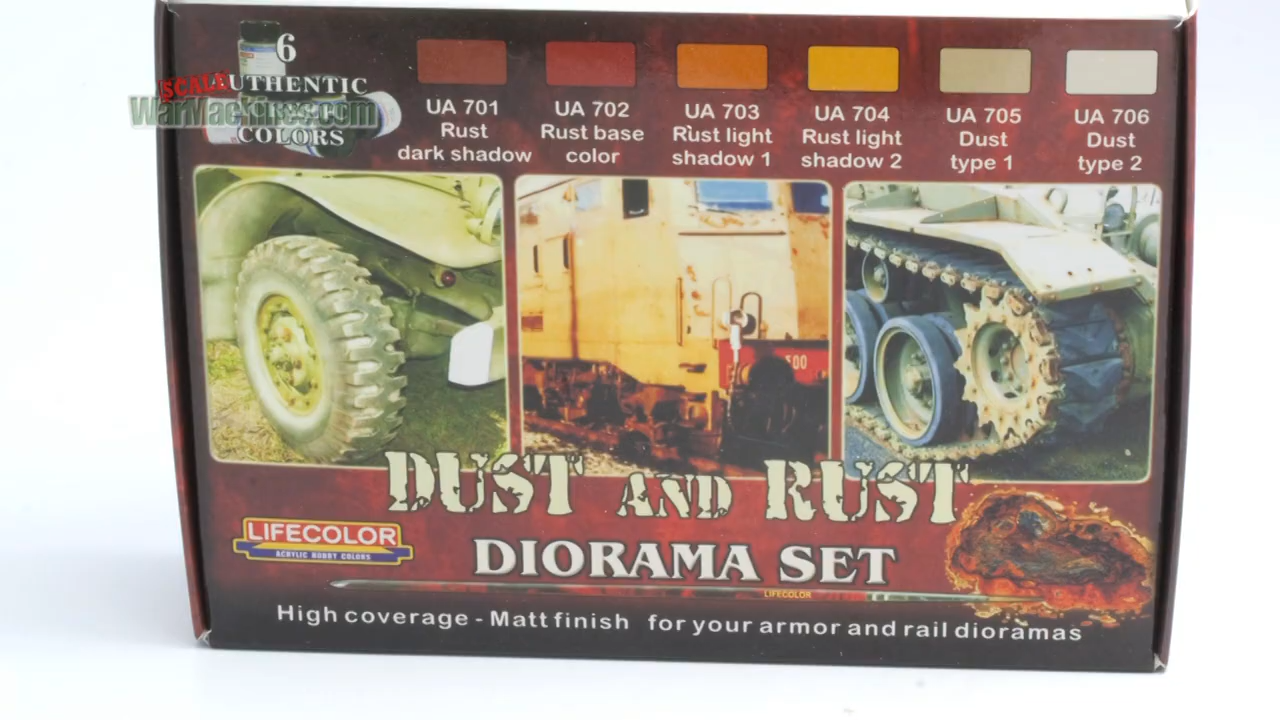 6
AUTHENTIC
COLORS
SCALE
WarMachines.com
UA 701
Rust
dark shadow
UA 702
Rust base
color
UA 703
Rust light
shadow 1
UA 704
Rust light
shadow 2
UA 705
Dust
type 1
UA 706
Dust
type 2
500
DUST AND RUST
LIFECOLOR
ACRYLIC HOBBY COLORS
DIORAMA SET
LIFECOLOR
High coverage - Matt finish for your armor and rail dioramas